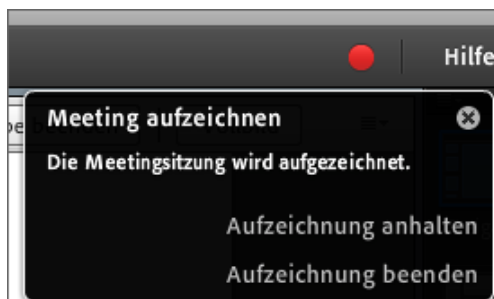 Hilfe
Meeting aufzeichnen
Die Meetingsitzung wird aufgezeichnet.
Aufzeichnung anhalten
Aufzeichnung beenden